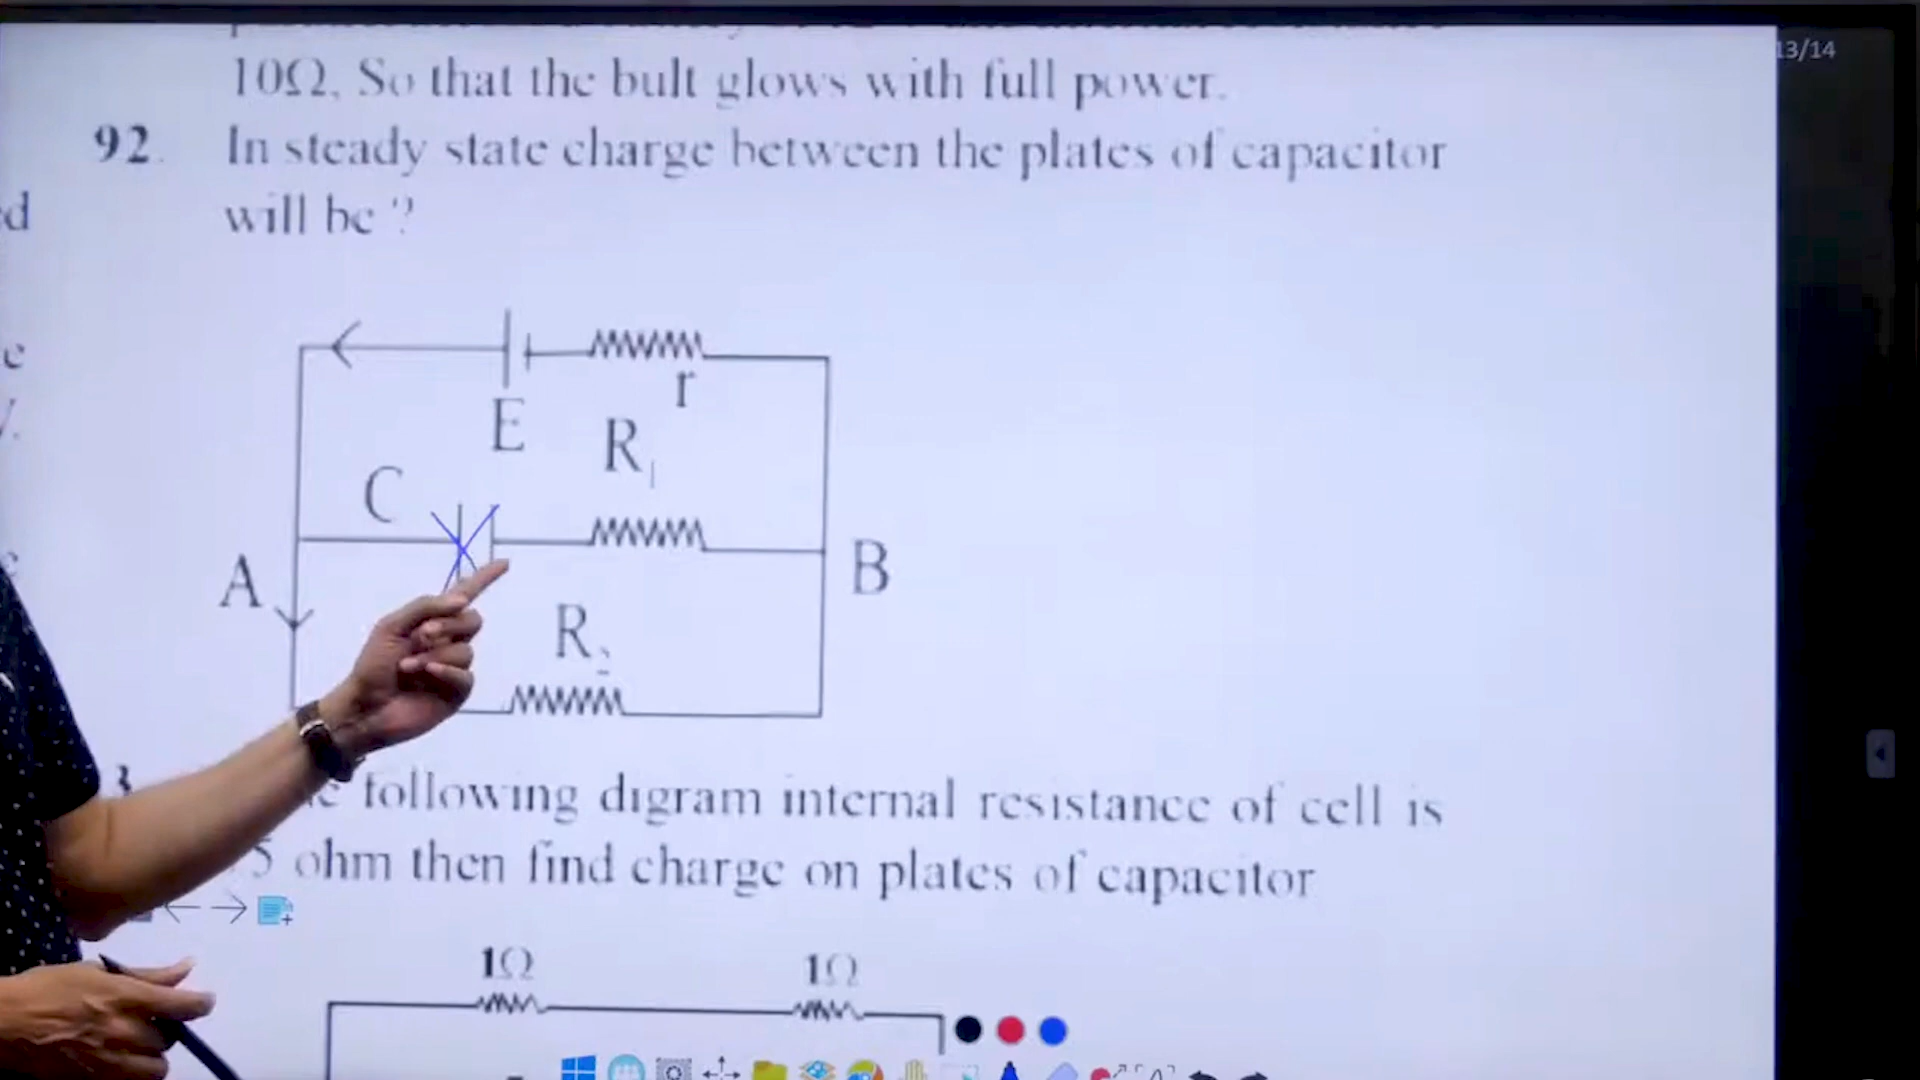 13/14
10Ω, So that the bult glows with full power.
92. In steady state charge between the plates of capacitor
will be ?
E
r
R₁
C
A
B
R₂
3
following digram internal resistance of cell is
5 ohm then find charge on plates of capacitor
1Ω
1Ω